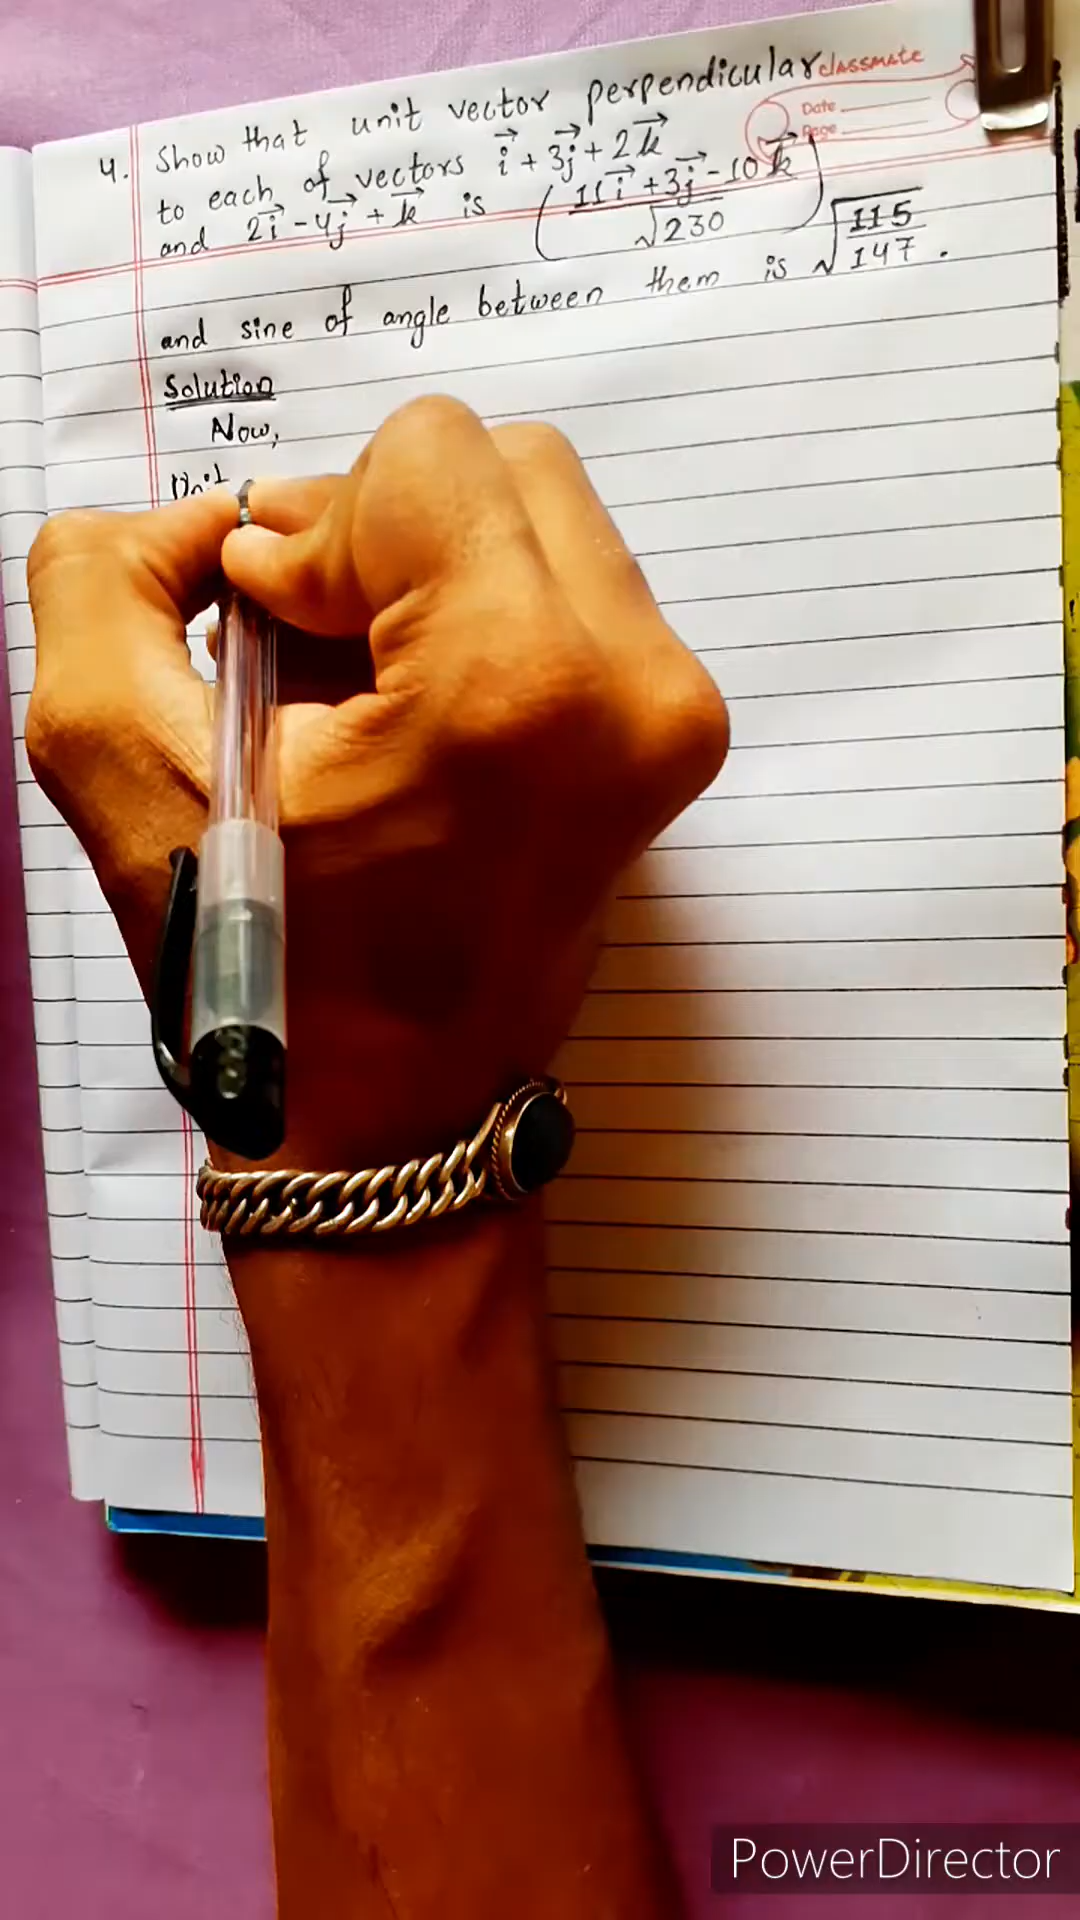 classmate
Date
Page
4. Show that unit vector perpendicular
to each of vectors i⃗ + 3j⃗ + 2k⃗
and 2i⃗ - 4j⃗ + k⃗ is (11i⃗ + 3j⃗ - 10k⃗ / √230)
and sine of angle between them is √115/147 .
Solution
Now,
Unit
PowerDirector